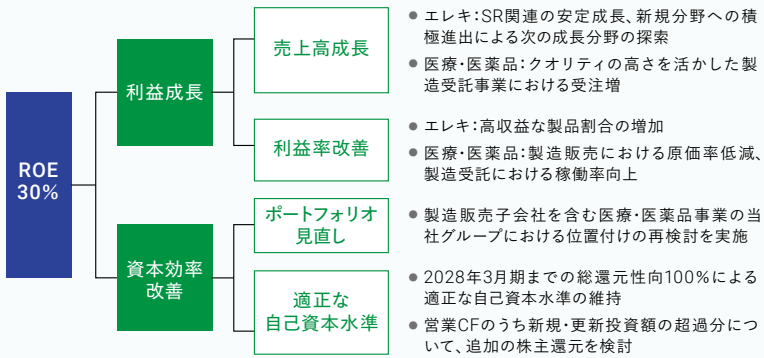 ROE
30%
利益成長
売上高成長
● エレキ：SR関連の安定成長、新規分野への積
極進出による次の成長分野の探索
● 医療・医薬品：クオリティの高さを活かした製
造受託事業における受注増
利益率改善
● エレキ：高収益な製品割合の増加
● 医療・医薬品：製造販売における原価率低減、
製造受託における稼働率向上
資本効率
改善
ポートフォリオ
見直し
● 製造販売子会社を含む医療・医薬品事業の当
社グループにおける位置付けの再検討を実施
適正な
自己資本水準
● 2028年3月期までの総還元性向100%による
適正な自己資本水準の維持
● 営業CFのうち新規・更新投資額の超過分につ
いて、追加の株主還元を検討